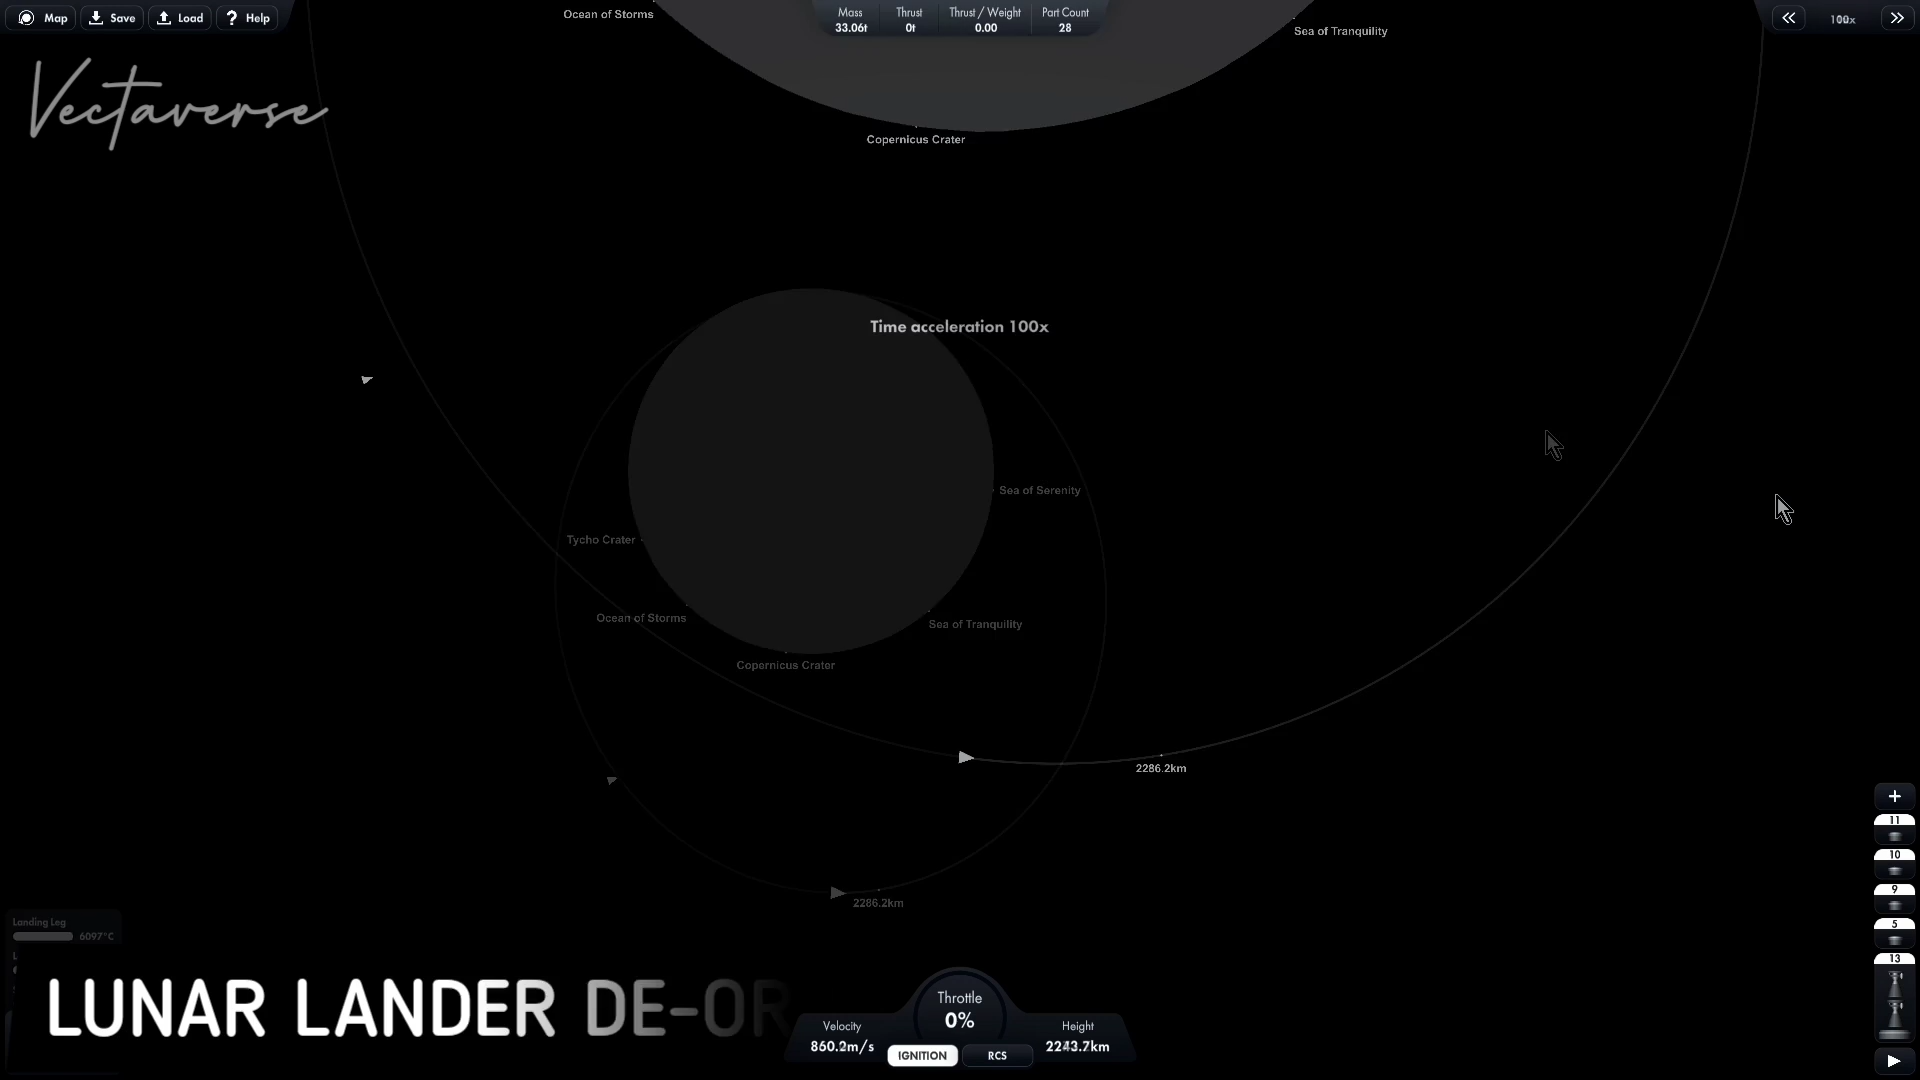 Map
Save
Load
Help
Ocean of Storms
Mass
33.06t
Thrust
0t
Thrust / Weight
0.00
Part Count
28
Sea of Tranquility
100x
Vectaverse
Copernicus Crater
Time acceleration 100x
Sea of Serenity
Tycho Crater
Ocean of Storms
Sea of Tranquility
Copernicus Crater
2286.2km
2286.2km
11
10
9
5
13
Landing Leg
6097°C
LUNAR LANDER DE-OR
Throttle
0%
Velocity
860.2m/s
Height
2243.7km
IGNITION
RCS